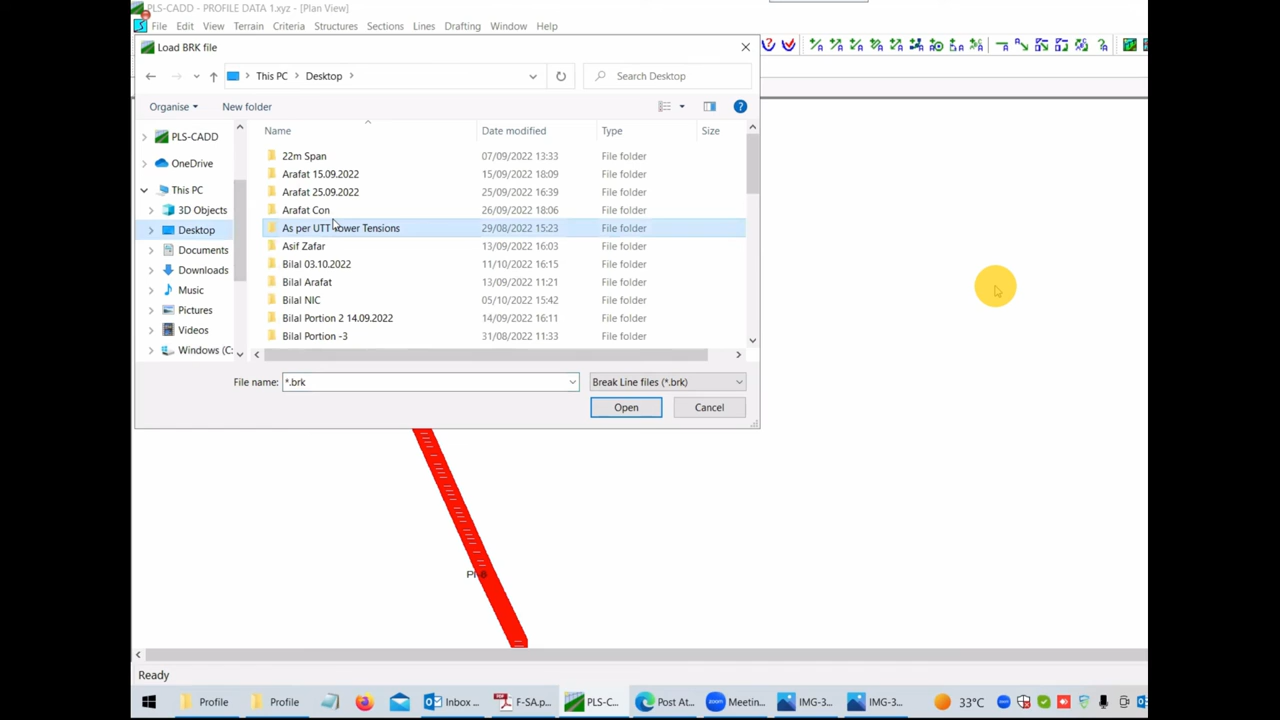 PLS-CADD - PROFILE DATA 1.xyz - [Plan View]
File Edit View Terrain Criteria Structures Sections Lines Drafting Window Help
Load BRK file
This PC > Desktop >
Search Desktop
Organise New folder
Name Date modified Type Size
PLS-CADD
OneDrive
This PC
3D Objects
Desktop
Documents
Downloads
Music
Pictures
Videos
Windows (C:
22m Span 07/09/2022 13:33 File folder
Arafat 15.09.2022 15/09/2022 18:09 File folder
Arafat 25.09.2022 25/09/2022 16:39 File folder
Arafat Con 26/09/2022 18:06 File folder
As per UTT Tower Tensions 29/08/2022 15:23 File folder
Asif Zafar 13/09/2022 16:03 File folder
Bilal 03.10.2022 11/10/2022 16:15 File folder
Bilal Arafat 13/09/2022 11:21 File folder
Bilal NIC 05/10/2022 15:42 File folder
Bilal Portion 2 14.09.2022 14/09/2022 16:11 File folder
Bilal Portion -3 31/08/2022 11:33 File folder
File name: *.brk Break Line files (*.brk)
Open Cancel
Ready
Profile Profile Inbox ... F-SA.p... PLS-C... Post At... Meetin... IMG-3... IMG-3... 33°C